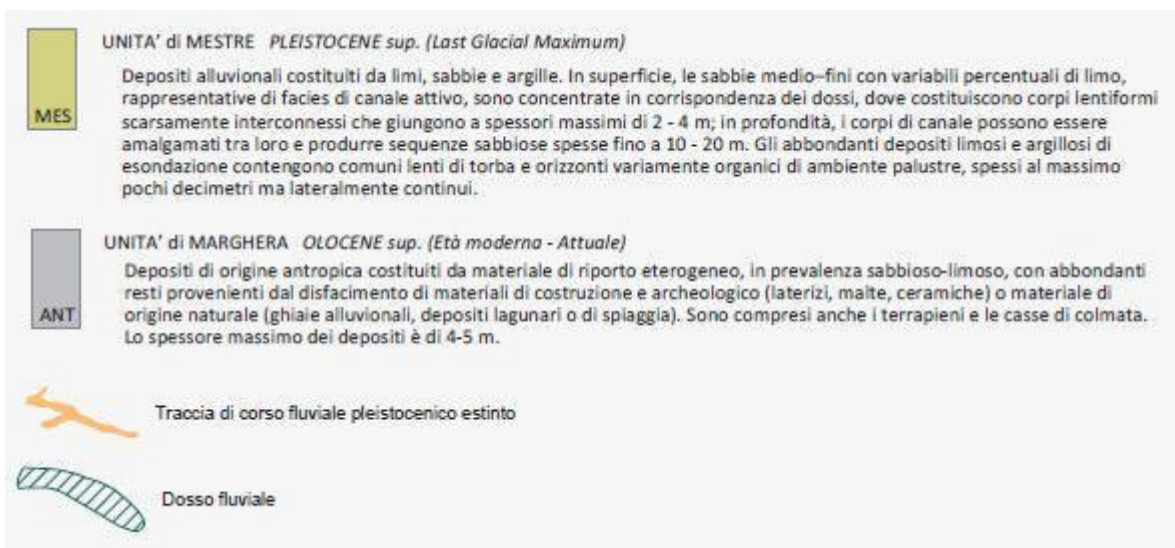 UNITA' di MESTRE PLEISTOCENE sup. (Last Glacial Maximum)
Depositi alluvionali costituiti da limi, sabbie e argille. In superficie, le sabbie medio–fini con variabili percentuali di limo,
rappresentative di facies di canale attivo, sono concentrate in corrispondenza dei dossi, dove costituiscono corpi lentiformi
MES
scarsamente interconnessi che giungono a spessori massimi di 2 - 4 m; in profondità, i corpi di canale possono essere
amalgamati tra loro e produrre sequenze sabbiose spesse fino a 10 - 20 m. Gli abbondanti depositi limosi e argillosi di
esondazione contengono comuni lenti di torba e orizzonti variamente organici di ambiente palustre, spessi al massimo
pochi decimetri ma lateralmente continui.
UNITA' di MARGHERA OLOCENE sup. (Età moderna - Attuale)
Depositi di origine antropica costituiti da materiale di riporto eterogeneo, in prevalenza sabbioso-limoso, con abbondanti
resti provenienti dal disfacimento di materiali di costruzione e archeologico (laterizi, malte, ceramiche) o materiale di
ANT
origine naturale (ghiaie alluvionali, depositi lagunari o di spiaggia). Sono compresi anche i terrapieni e le casse di colmata.
Lo spessore massimo dei depositi è di 4-5 m.
Traccia di corso fluviale pleistocenico estinto
Dosso fluviale